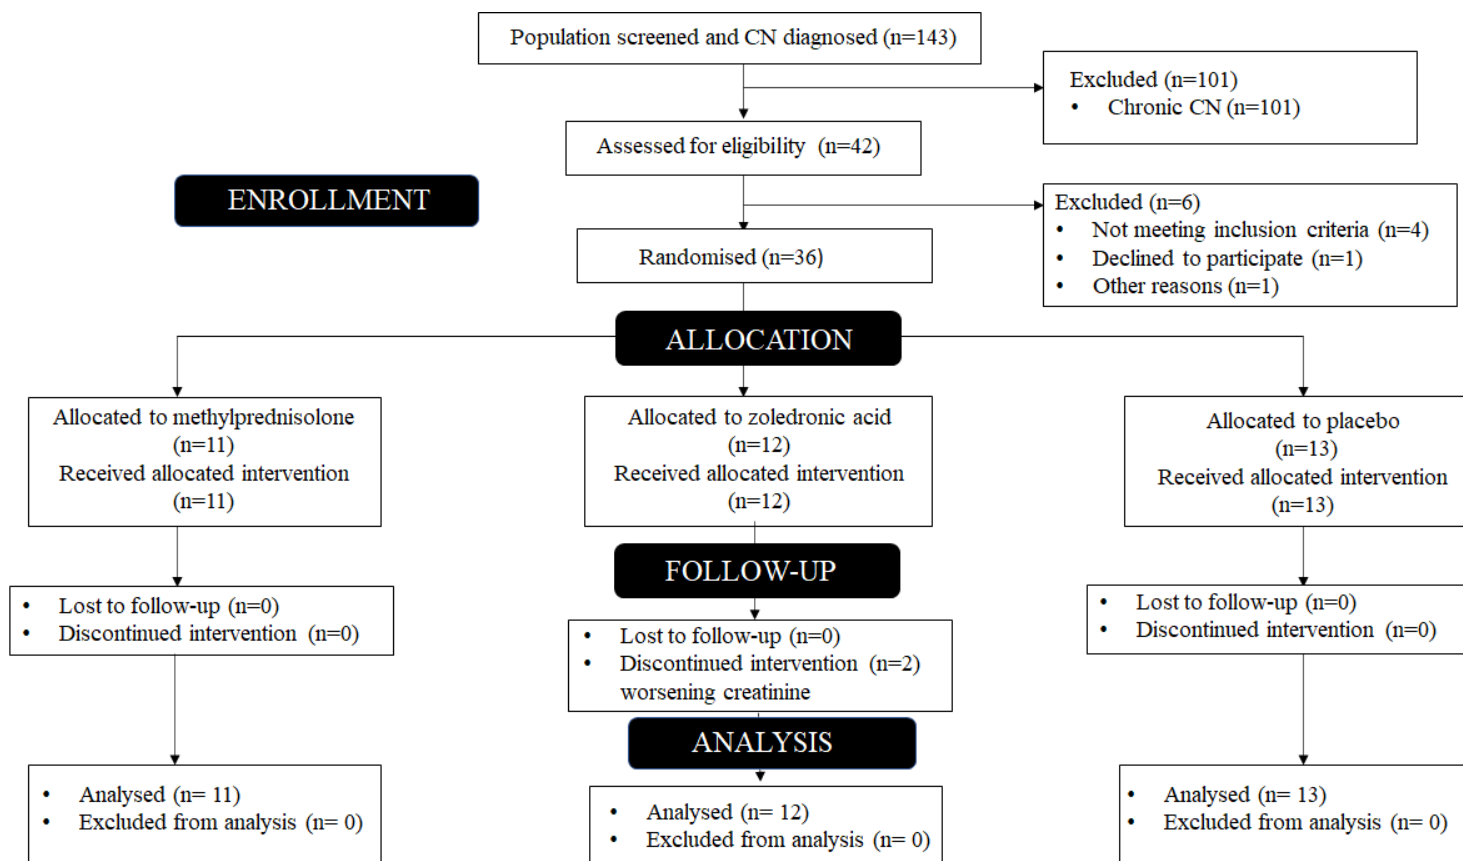 Population screened and CN diagnosed (n=143)
Excluded (n=101)
• Chronic CN (n=101)
Assessed for eligibility (n=42)
ENROLLMENT
Excluded (n=6)
• Not meeting inclusion criteria (n=4)
• Declined to participate (n=1)
• Other reasons (n=1)
Randomised (n=36)
ALLOCATION
Allocated to methylprednisolone
(n=11)
Received allocated intervention
(n=11)
Allocated to zoledronic acid
(n=12)
Received allocated intervention
(n=12)
Allocated to placebo
(n=13)
Received allocated intervention
(n=13)
FOLLOW-UP
• Lost to follow-up (n=0)
• Discontinued intervention (n=0)
• Lost to follow-up (n=0)
• Discontinued intervention (n=2)
worsening creatinine
• Lost to follow-up (n=0)
• Discontinued intervention (n=0)
ANALYSIS
• Analysed (n= 11)
• Excluded from analysis (n= 0)
• Analysed (n= 12)
• Excluded from analysis (n= 0)
• Analysed (n= 13)
• Excluded from analysis (n= 0)